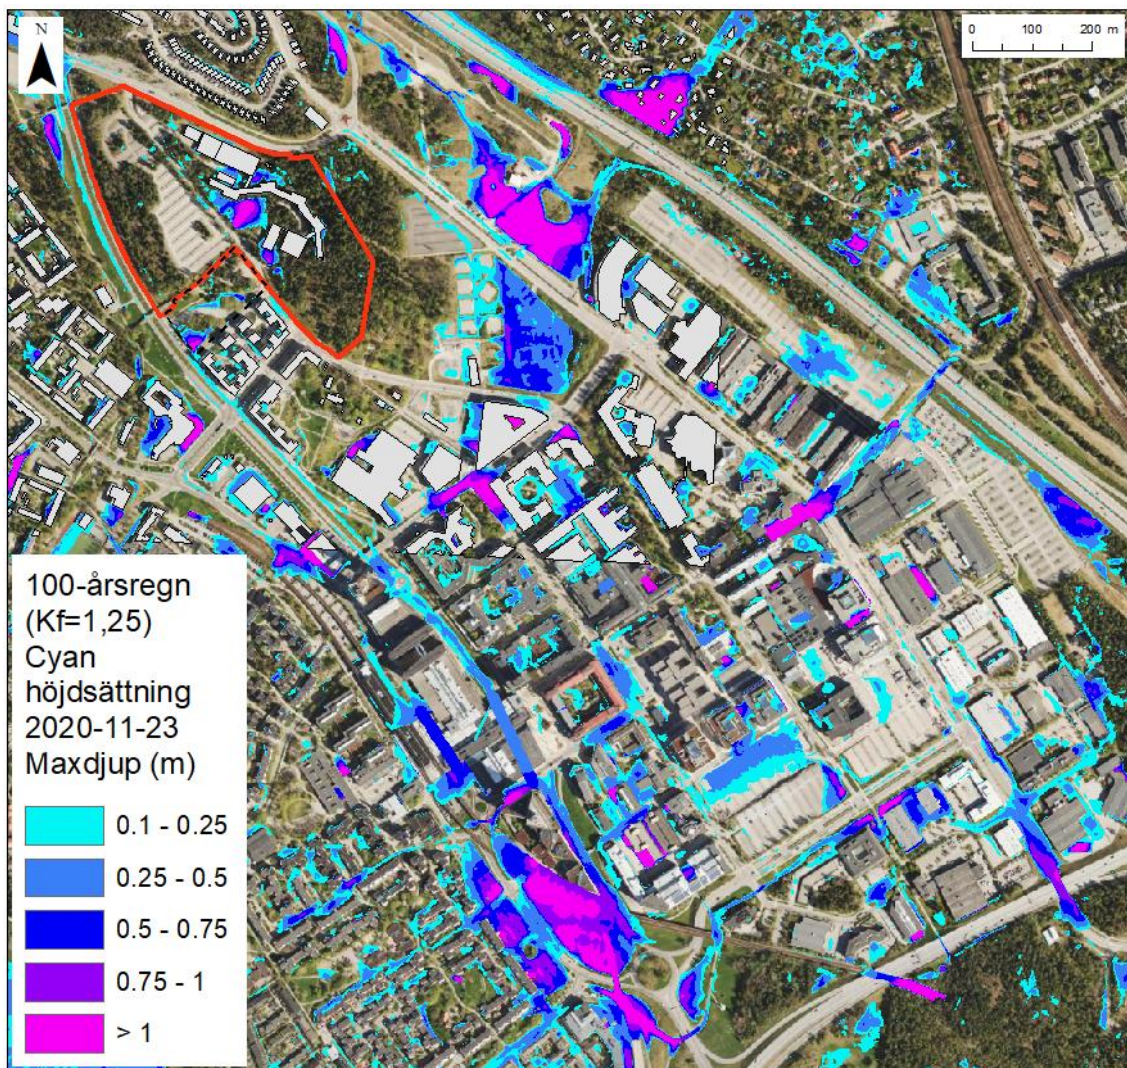 N
0 100 200 m
100-årsregn
(Kf=1,25)
Cyan
höjdsättning
2020-11-23
Maxdjup (m)
0.1 - 0.25
0.25 - 0.5
0.5 - 0.75
0.75 - 1
> 1